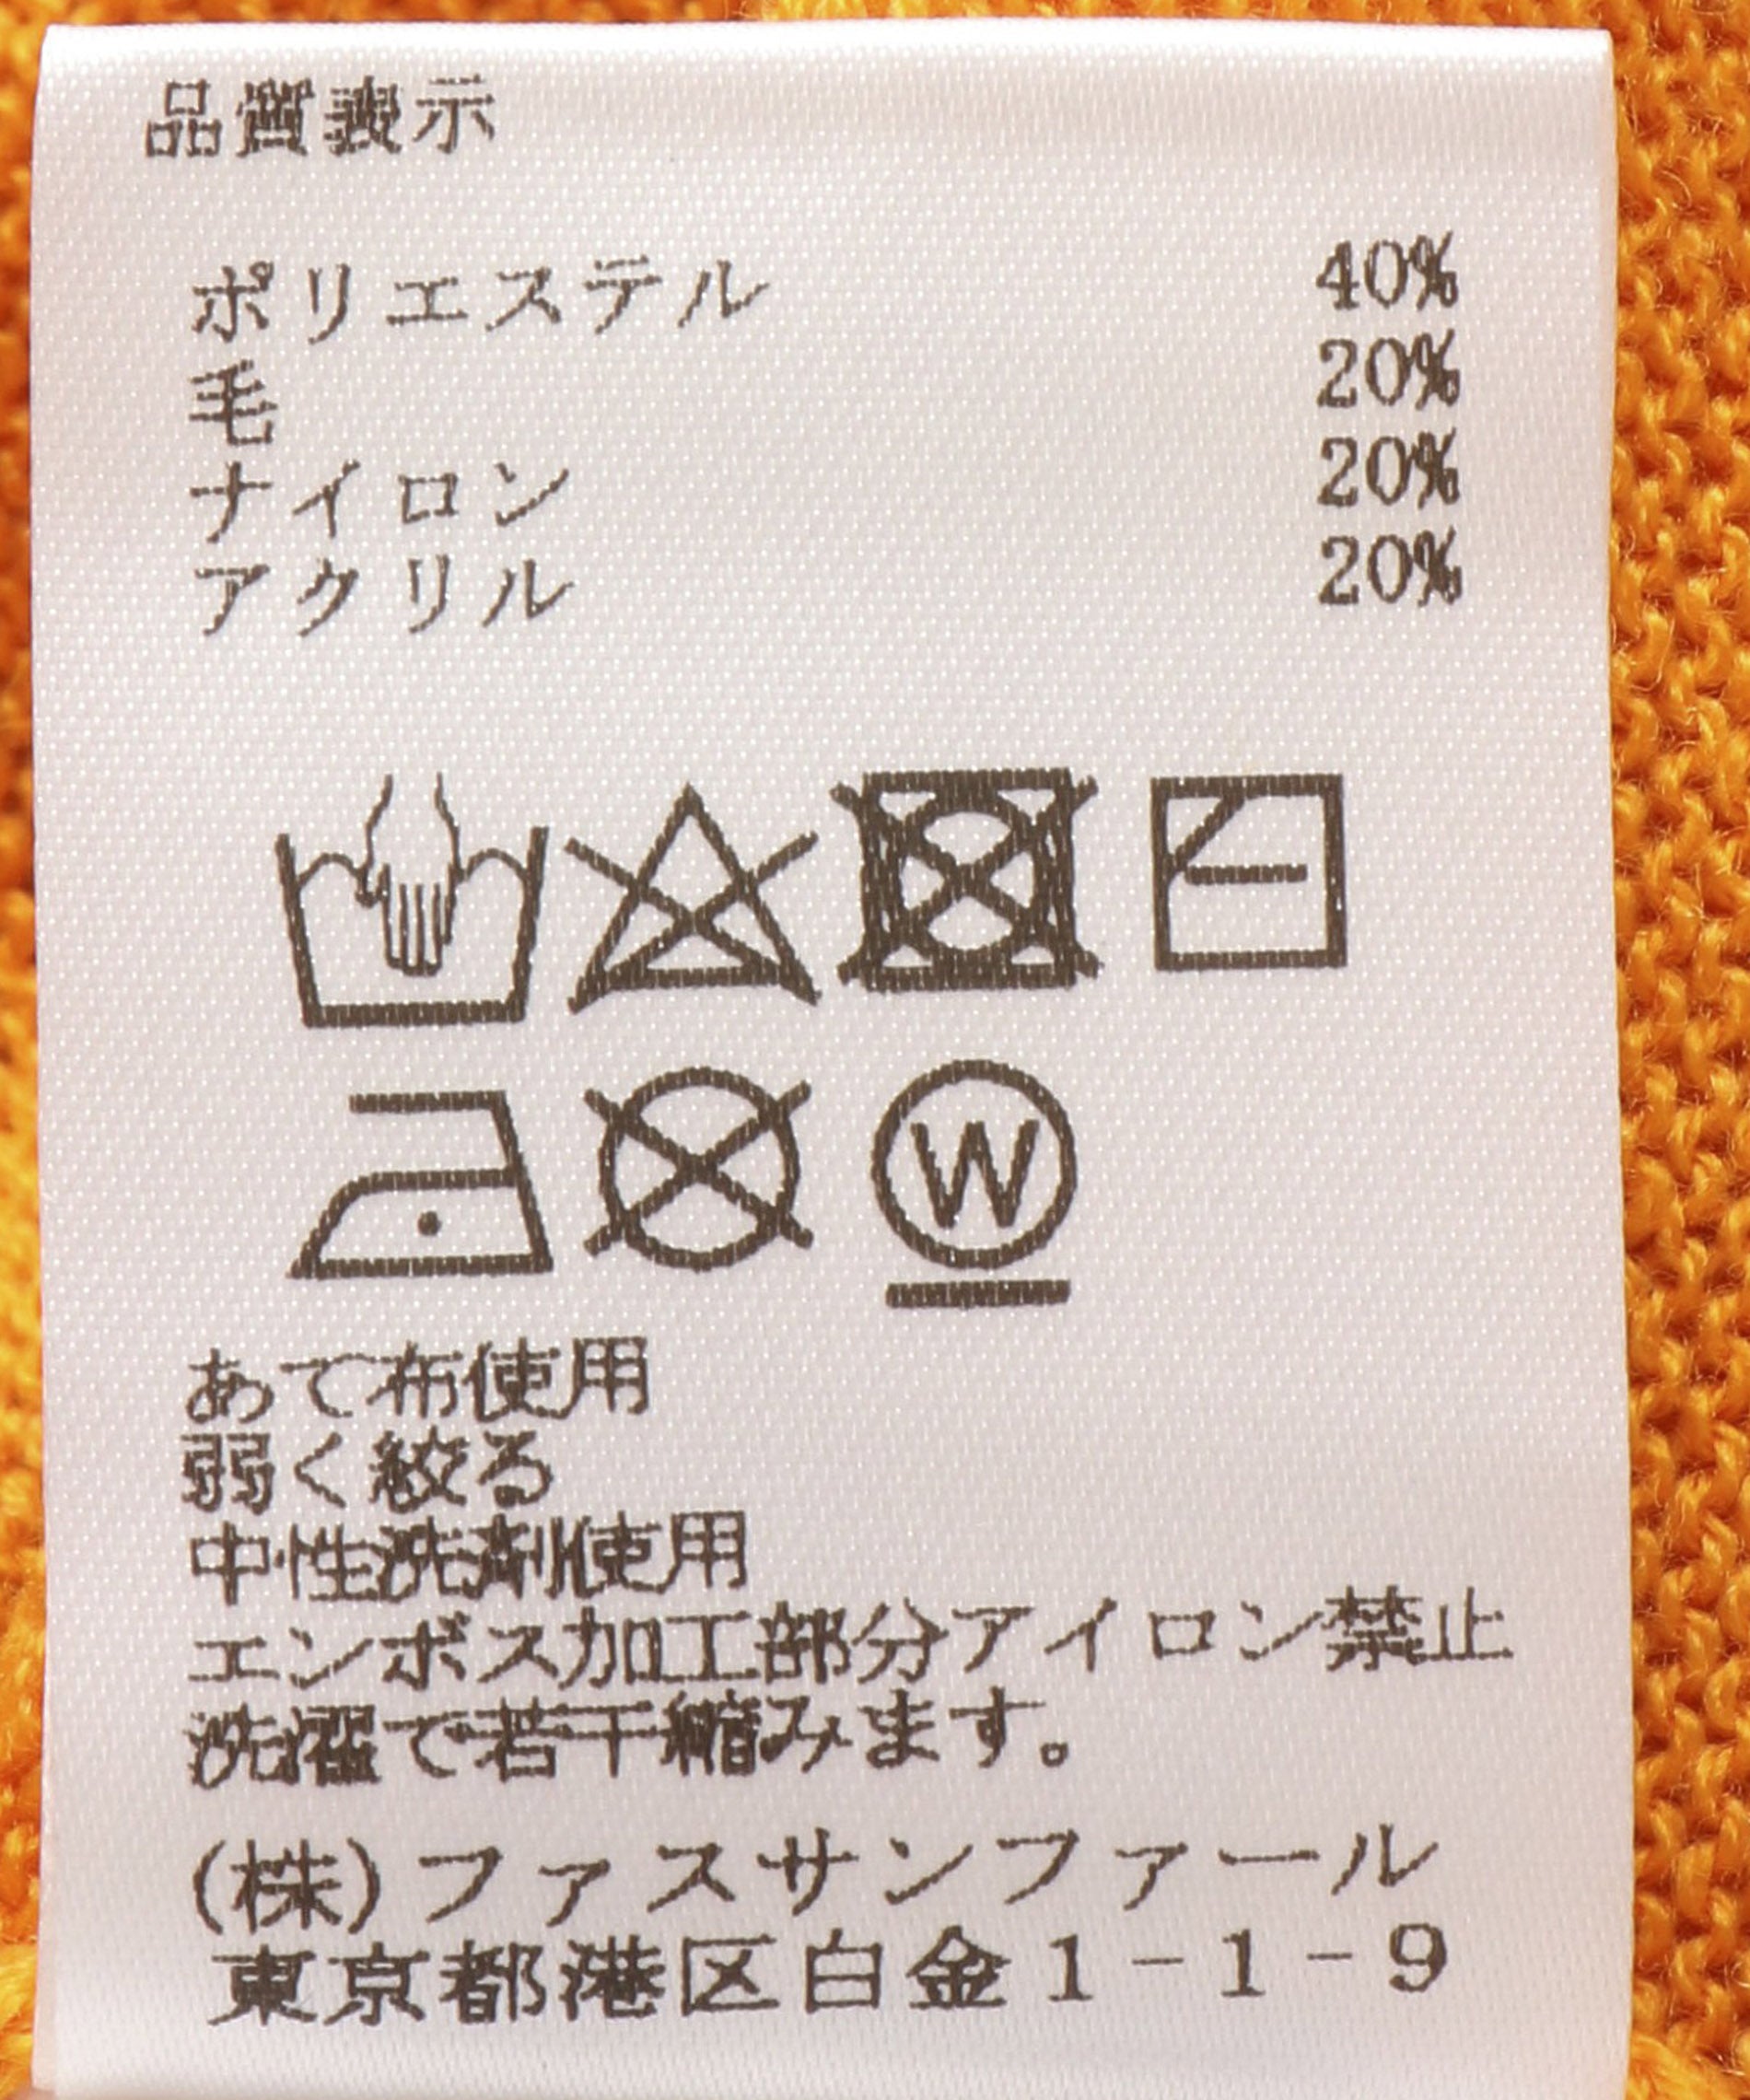 品質表示
ポリエステル 40%
毛 20%
ナイロン 20%
アクリル 20%
W
あて布使用
弱く絞る
中性洗剤使用
エンボス加工部分アイロン禁止
洗濯で若干縮みます。
(株)ファスサンファール
東京都港区白金1-1-9